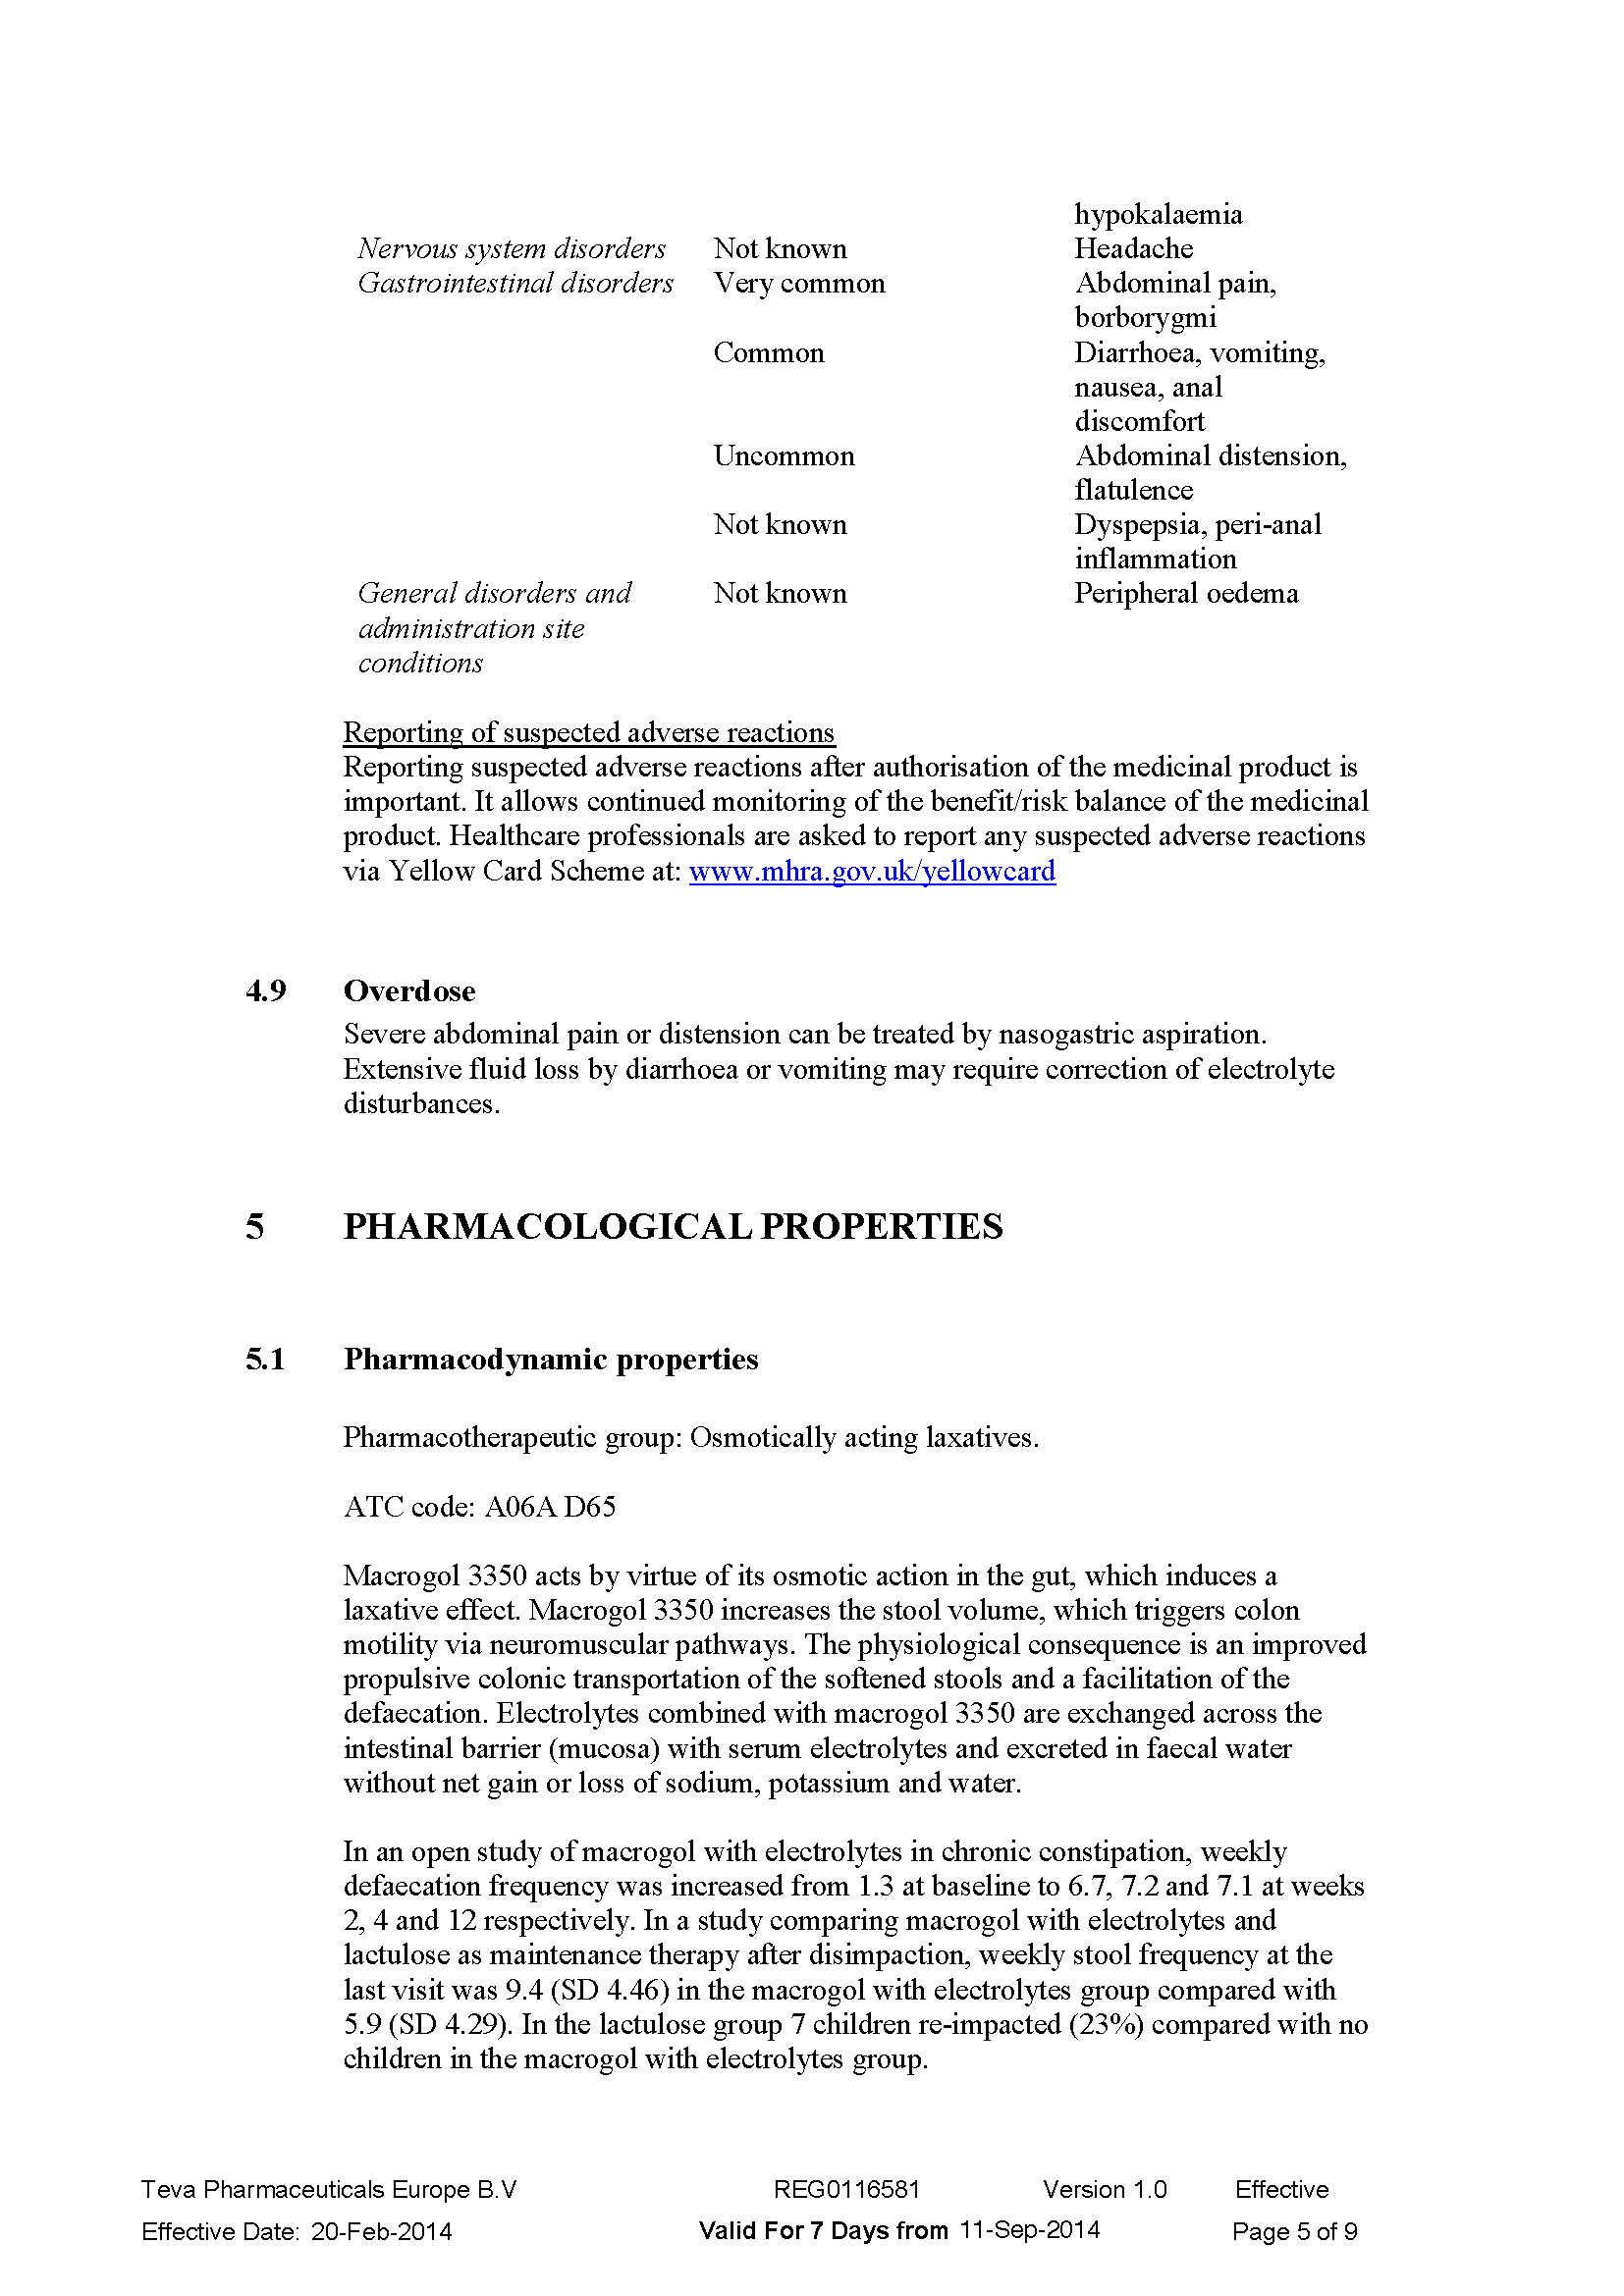 hypokalaemia
Nervous system disorders Not known Headache
Gastrointestinal disorders Very common Abdominal pain,
borborygmi
Common Diarrhoea, vomiting,
nausea, anal
discomfort
Uncommon Abdominal distension,
flatulence
Not known Dyspepsia, peri-anal
inflammation
General disorders and Not known Peripheral oedema
administration site
conditions
Reporting of suspected adverse reactions
Reporting suspected adverse reactions after authorisation of the medicinal product is
important. It allows continued monitoring of the benefit/risk balance of the medicinal
product. Healthcare professionals are asked to report any suspected adverse reactions
via Yellow Card Scheme at: www.mhra.gov.uk/yellowcard
4.9 Overdose
Severe abdominal pain or distension can be treated by nasogastric aspiration.
Extensive fluid loss by diarrhoea or vomiting may require correction of electrolyte
disturbances.
5 PHARMACOLOGICAL PROPERTIES
5.1 Pharmacodynamic properties
Pharmacotherapeutic group: Osmotically acting laxatives.
ATC code: A06A D65
Macrogol 3350 acts by virtue of its osmotic action in the gut, which induces a
laxative effect. Macrogol 3350 increases the stool volume, which triggers colon
motility via neuromuscular pathways. The physiological consequence is an improved
propulsive colonic transportation of the softened stools and a facilitation of the
defaecation. Electrolytes combined with macrogol 3350 are exchanged across the
intestinal barrier (mucosa) with serum electrolytes and excreted in faecal water
without net gain or loss of sodium, potassium and water.
In an open study of macrogol with electrolytes in chronic constipation, weekly
defaecation frequency was increased from 1.3 at baseline to 6.7, 7.2 and 7.1 at weeks
2, 4 and 12 respectively. In a study comparing macrogol with electrolytes and
lactulose as maintenance therapy after disimpaction, weekly stool frequency at the
last visit was 9.4 (SD 4.46) in the macrogol with electrolytes group compared with
5.9 (SD 4.29). In the lactulose group 7 children re-impacted (23%) compared with no
children in the macrogol with electrolytes group.
Teva Pharmaceuticals Europe B.V REG0116581 Version 1.0 Effective
Effective Date: 20-Feb-2014 Valid For 7 Days from 11-Sep-2014 Page 5 of 9